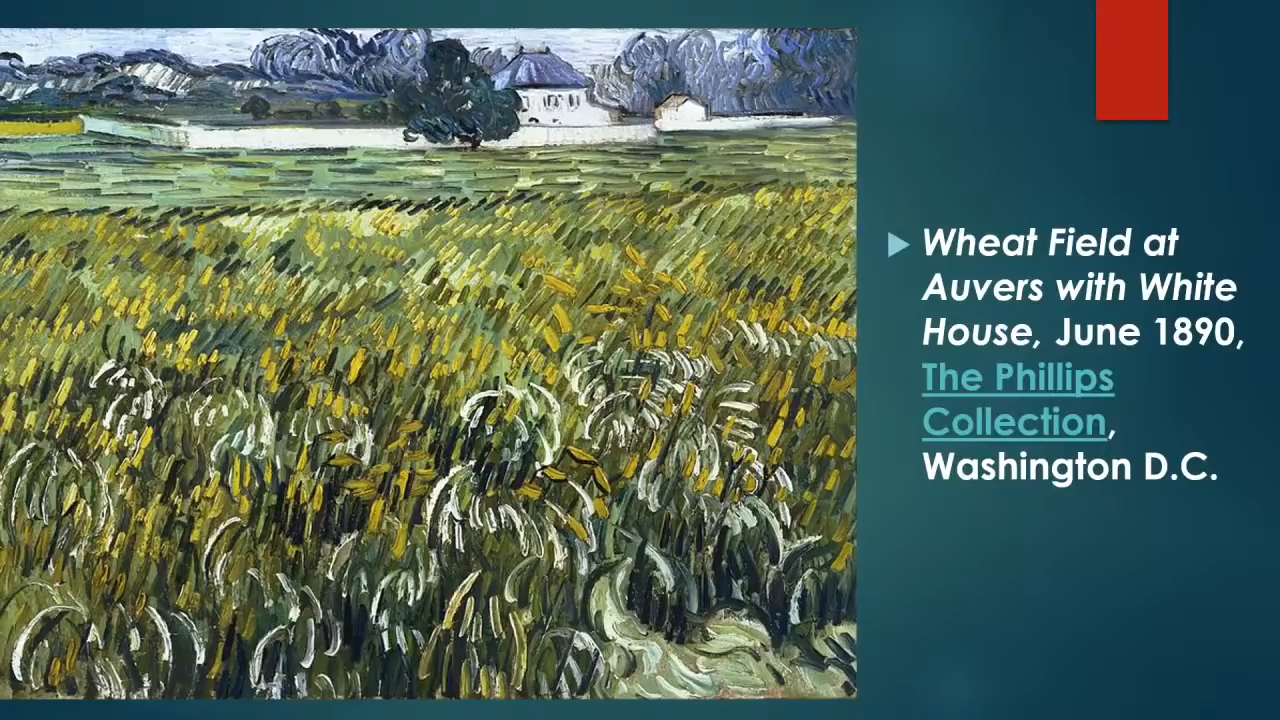 Wheat Field at
Auvers with White
House, June 1890,
The Phillips
Collection,
Washington D.C.